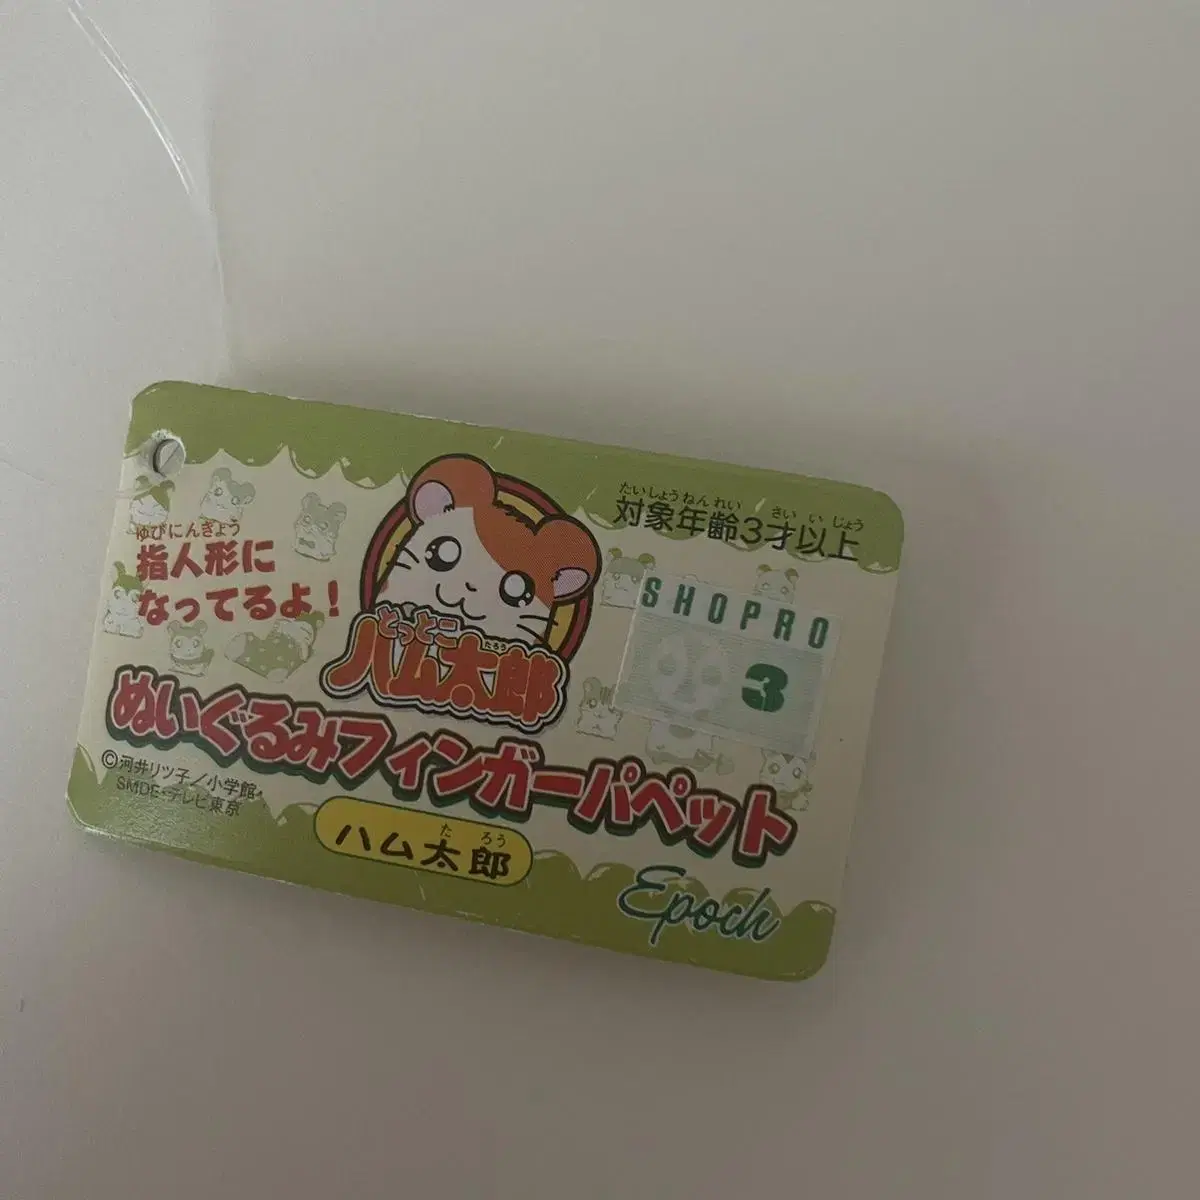 たいしょうねんれい さい いじょう
対象年齢3才以上
ゆびにんぎょう
指人形に
なってるよ!
SHOPRO
3
とっとこ
たろう
ハム太郎
ぬいぐるみフィンガーパペット
©河井リツ子/小学館・
SMDE・テレビ東京
た ろう
ハム太郎
Epoch